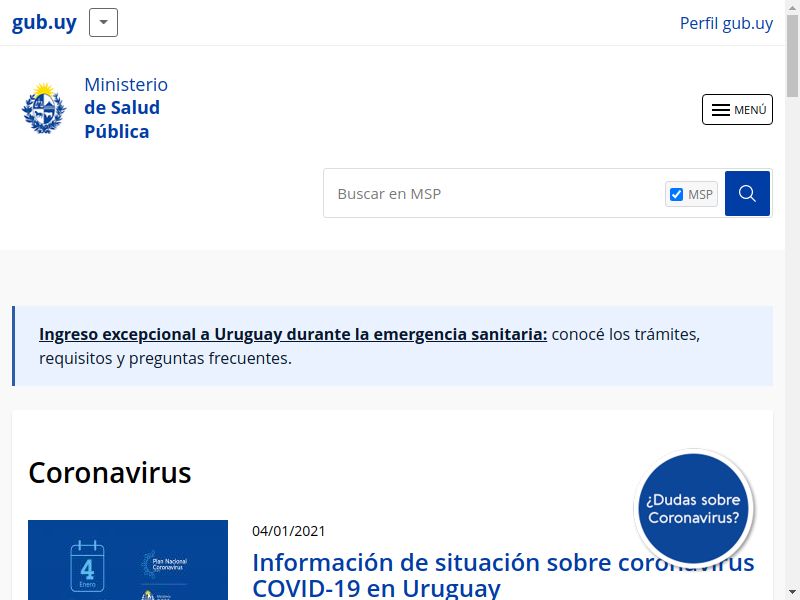 gub.uy
Perfil gub.uy
Ministerio
de Salud
Pública
MENÚ
Buscar en MSP
MSP
Ingreso excepcional a Uruguay durante la emergencia sanitaria: conocé los trámites,
requisitos y preguntas frecuentes.
Coronavirus
¿Dudas sobre
Coronavirus?
4
Enero
Plan Nacional
Coronavirus
04/01/2021
Información de situación sobre coronavirus
COVID-19 en Uruguay